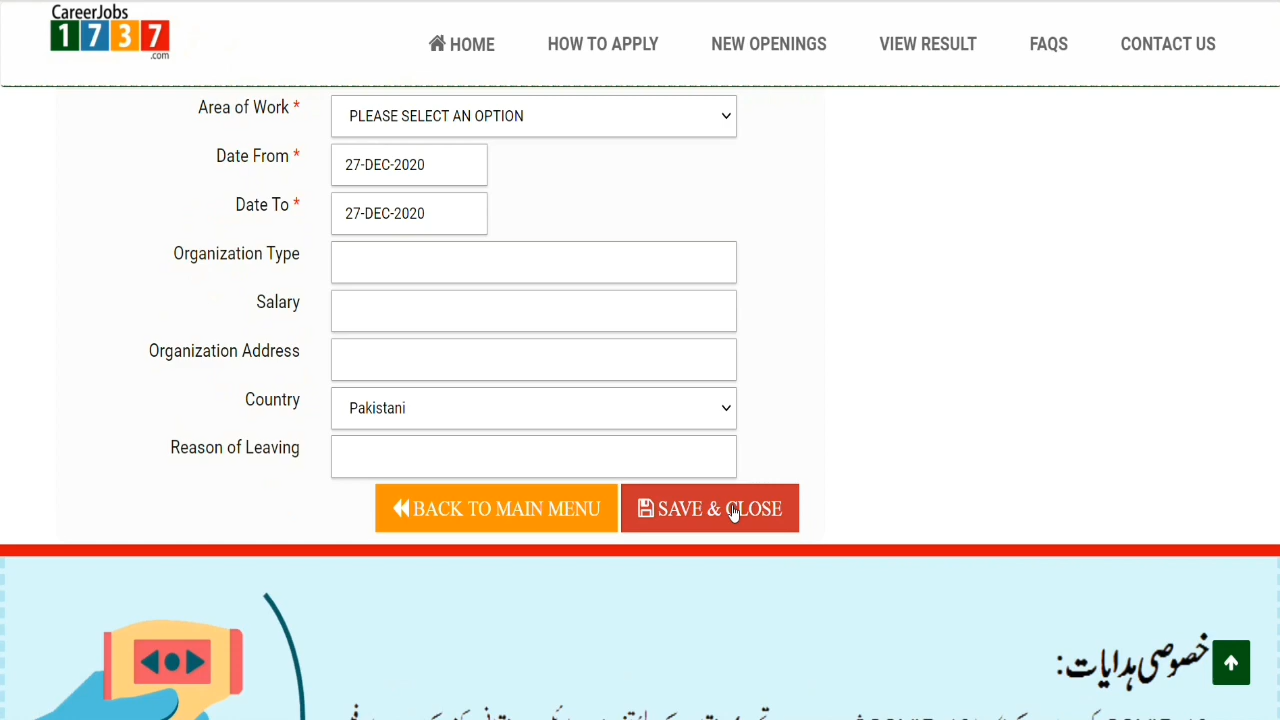 CareerJobs
1737
.com
HOME HOW TO APPLY NEW OPENINGS VIEW RESULT FAQS CONTACT US
Area of Work * PLEASE SELECT AN OPTION
Date From * 27-DEC-2020
Date To * 27-DEC-2020
Organization Type
Salary
Organization Address
Country Pakistani
Reason of Leaving
BACK TO MAIN MENU SAVE & CLOSE
خصوصی ہدایات: